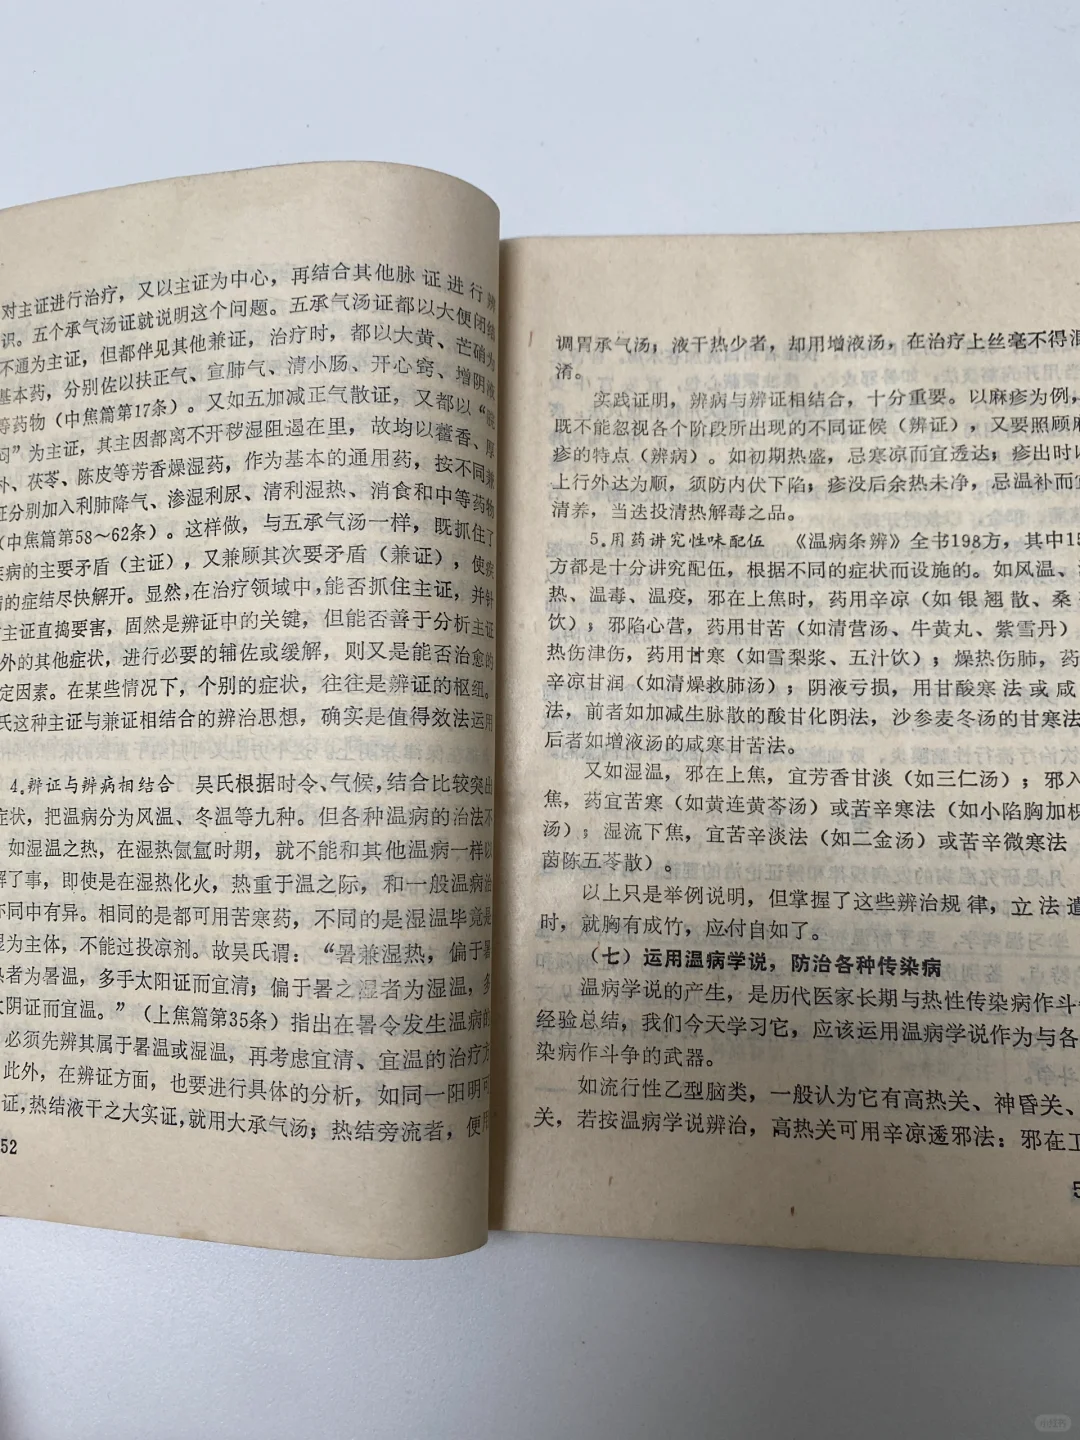 对主证进行治疗，又以主证为中心，再结合其他脉证进行辨
识。五个承气汤证就说明这个问题。五承气汤证都以大便闭结
不通为主证，但都伴见其他兼证，治疗时，都以大黄、芒硝为
基本药，分别佐以扶正气、宣肺气、清小肠、开心窍、增阴液
等药物（中焦篇第17条）。又如五加减正气散证，又都以“脘
闷”为主证，其主因都离不开秽湿阻遏在里，故均以藿香、厚
朴、茯苓、陈皮等芳香燥湿药，作为基本的通用药，按不同兼
证分别加入利肺降气、渗湿利尿、清利湿热、消食和中等药物
（中焦篇第58～62条）。这样做，与五承气汤一样，既抓住了
疾病的主要矛盾（主证），又兼顾其次要矛盾（兼证），使疾
病的症结尽快解开。显然，在治疗领域中，能否抓住主证，并针
主证直捣要害，固然是辨证中的关键，但能否善于分析主证
外的其他症状，进行必要的辅佐或缓解，则又是能否治愈的
定因素。在某些情况下，个别的症状，往往是辨证的枢纽。
氏这种主证与兼证相结合的辨治思想，确实是值得效法运用
4.辨证与辨病相结合 吴氏根据时令、气候，结合比较突出
症状，把温病分为风温、冬温等九种。但各种温病的治法不
如湿温之热，在湿热氤氲时期，就不能和其他温病一样以
解了事，即使是在湿热化火，热重于温之际，和一般温病治
亦同中有异。相同的是都可用苦寒药，不同的是湿温毕竟是
湿为主体，不能过投凉剂。故吴氏谓：“暑兼湿热，偏于暑
热者为暑温，多手太阳证而宜清；偏于暑之湿者为湿温，多
太阴证而宜温。”（上焦篇第35条）指出在暑令发生温病的
必须先辨其属于暑温或湿温，再考虑宜清、宜温的治疗方
此外，在辨证方面，也要进行具体的分析，如同一阳明可
证，热结液干之大实证，就用大承气汤；热结旁流者，便用
52
调胃承气汤；液干热少者，却用增液汤，在治疗上丝毫不得混
淆。
实践证明，辨病与辨证相结合，十分重要。以麻疹为例，
既不能忽视各个阶段所出现的不同证候（辨证），又要照顾麻
疹的特点（辨病）。如初期热盛，忌寒凉而宜透达；疹出时以
上行外达为顺，须防内伏下陷；疹没后余热未净，忌温补而宜
清养，当迭投清热解毒之品。
5.用药讲究性味配伍 《温病条辨》全书198方，其中15
方都是十分讲究配伍，根据不同的症状而设施的。如风温、
热、温毒、温疫，邪在上焦时，药用辛凉（如银翘散、桑
饮）；邪陷心营，药用甘苦（如清营汤、牛黄丸、紫雪丹）
热伤津伤，药用甘寒（如雪梨浆、五汁饮）；燥热伤肺，药
辛凉甘润（如清燥救肺汤）；阴液亏损，用甘酸寒法或咸
法，前者如加减生脉散的酸甘化阴法，沙参麦冬汤的甘寒法
后者如增液汤的咸寒甘苦法。
又如湿温，邪在上焦，宜芳香甘淡（如三仁汤）；邪入
焦，药宜苦寒（如黄连黄芩汤）或苦辛寒法（如小陷胸加枳
汤）；湿流下焦，宜苦辛淡法（如二金汤）或苦辛微寒法
茵陈五苓散）。
以上只是举例说明，但掌握了这些辨治规律，立法遣
时，就胸有成竹，应付自如了。
（七）运用温病学说，防治各种传染病
温病学说的产生，是历代医家长期与热性传染病作斗
经验总结，我们今天学习它，应该运用温病学说作为与各
染病作斗争的武器。
如流行性乙型脑类，一般认为它有高热关、神昏关、
关，若按温病学说辨治，高热关可用辛凉透邪法：邪在卫
5
小红书